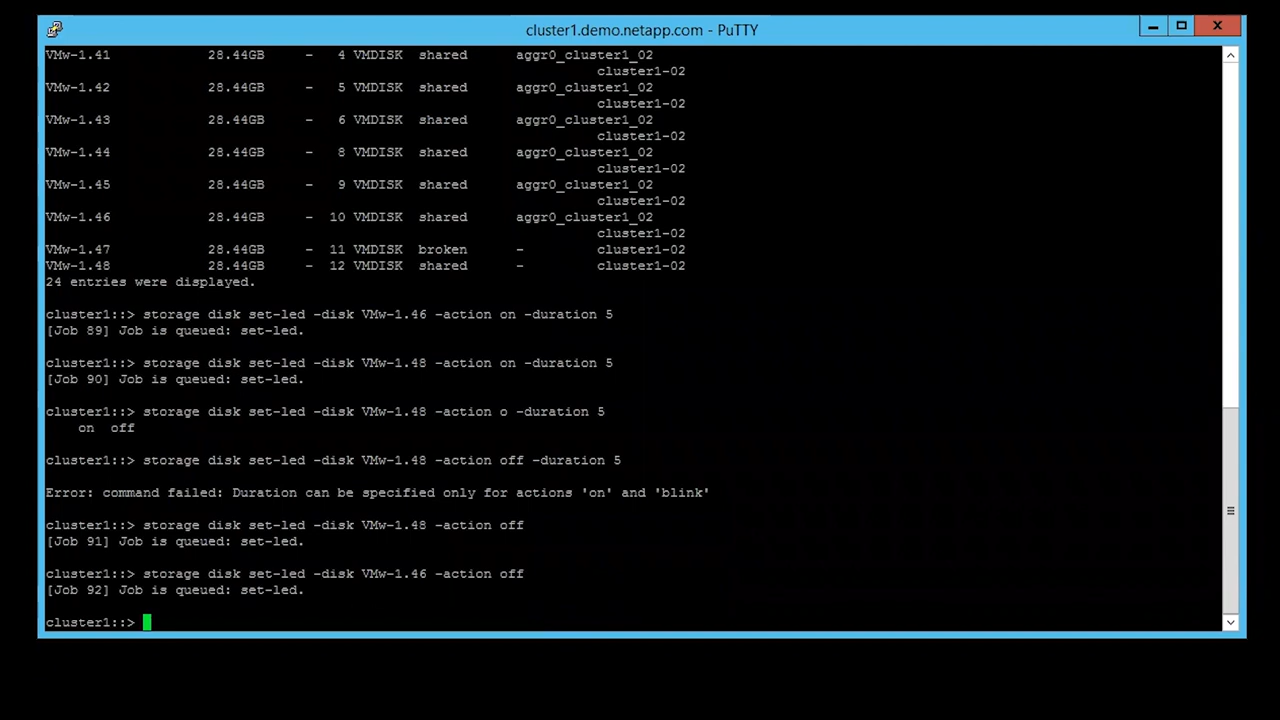 cluster1.demo.netapp.com - PuTTY
VMw-1.41 28.44GB - 4 VMDISK shared aggr0_cluster1_02
cluster1-02
VMw-1.42 28.44GB - 5 VMDISK shared aggr0_cluster1_02
cluster1-02
VMw-1.43 28.44GB - 6 VMDISK shared aggr0_cluster1_02
cluster1-02
VMw-1.44 28.44GB - 8 VMDISK shared aggr0_cluster1_02
cluster1-02
VMw-1.45 28.44GB - 9 VMDISK shared aggr0_cluster1_02
cluster1-02
VMw-1.46 28.44GB - 10 VMDISK shared aggr0_cluster1_02
cluster1-02
VMw-1.47 28.44GB - 11 VMDISK broken - cluster1-02
VMw-1.48 28.44GB - 12 VMDISK shared - cluster1-02
24 entries were displayed.
cluster1::> storage disk set-led -disk VMw-1.46 -action on -duration 5
[Job 89] Job is queued: set-led.
cluster1::> storage disk set-led -disk VMw-1.48 -action on -duration 5
[Job 90] Job is queued: set-led.
cluster1::> storage disk set-led -disk VMw-1.48 -action o -duration 5
on off
cluster1::> storage disk set-led -disk VMw-1.48 -action off -duration 5
Error: command failed: Duration can be specified only for actions 'on' and 'blink'
cluster1::> storage disk set-led -disk VMw-1.48 -action off
[Job 91] Job is queued: set-led.
cluster1::> storage disk set-led -disk VMw-1.46 -action off
[Job 92] Job is queued: set-led.
cluster1::>